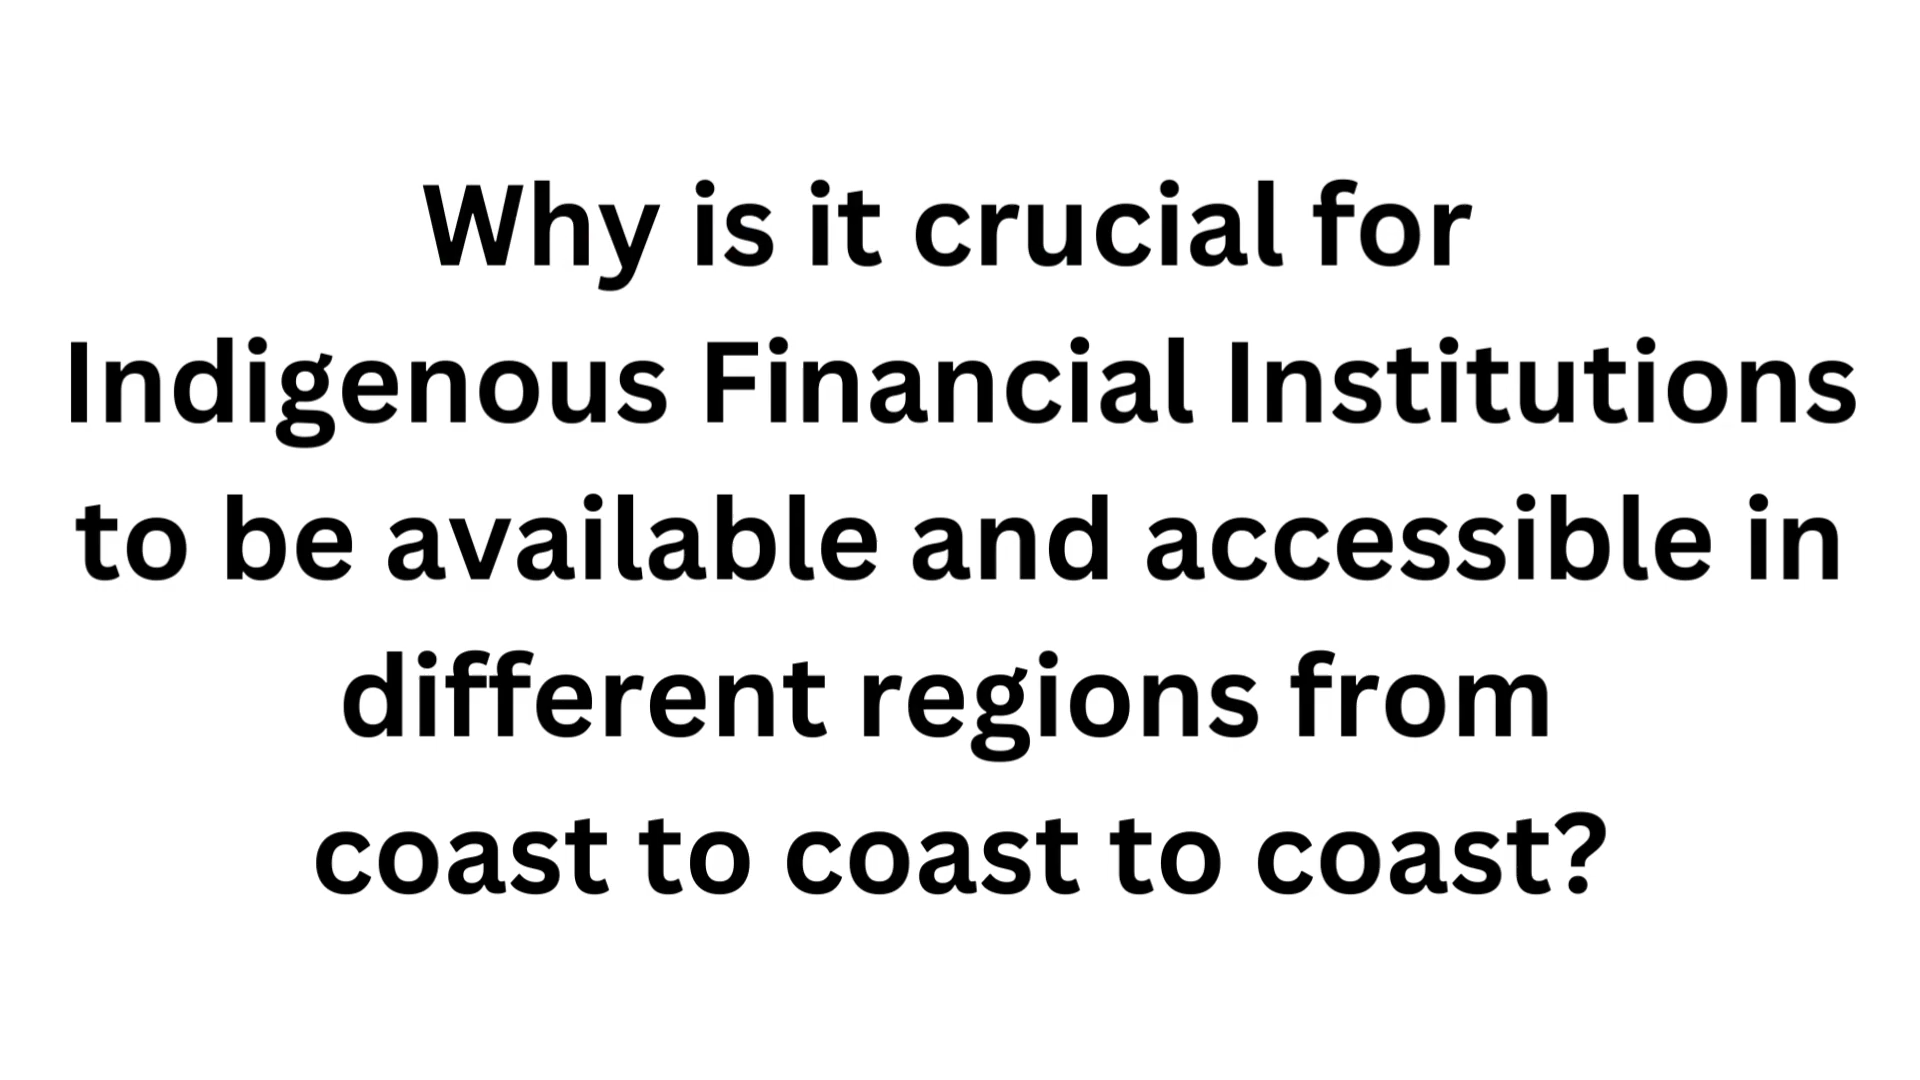 Why is it crucial for
Indigenous Financial Institutions
to be available and accessible in
different regions from
coast to coast to coast?